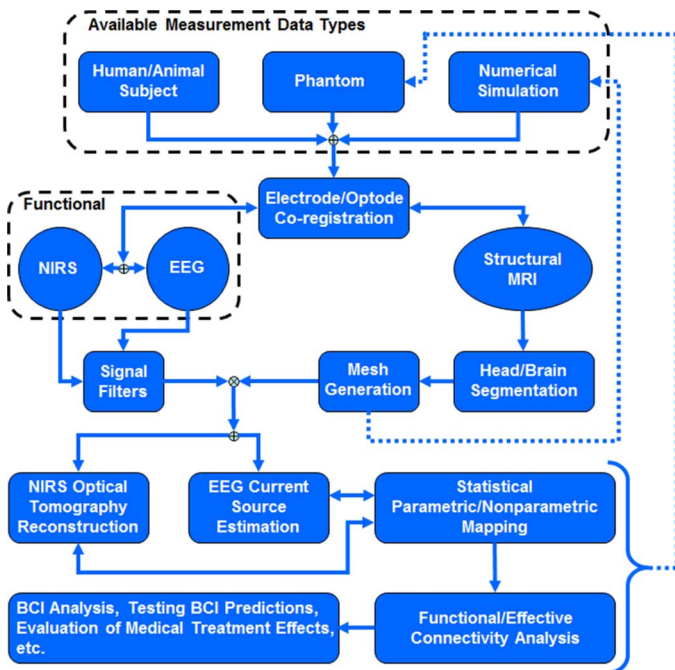 Available Measurement Data Types
Human/Animal
Subject
Phantom
Numerical
Simulation
Electrode/Optode
Co-registration
Functional
NIRS
EEG
Structural
MRI
Signal
Filters
Mesh
Generation
Head/Brain
Segmentation
NIRS Optical
Tomography
Reconstruction
EEG Current
Source
Estimation
Statistical
Parametric/Nonparametric
Mapping
BCI Analysis, Testing BCI Predictions,
Evaluation of Medical Treatment Effects,
etc.
Functional/Effective
Connectivity Analysis